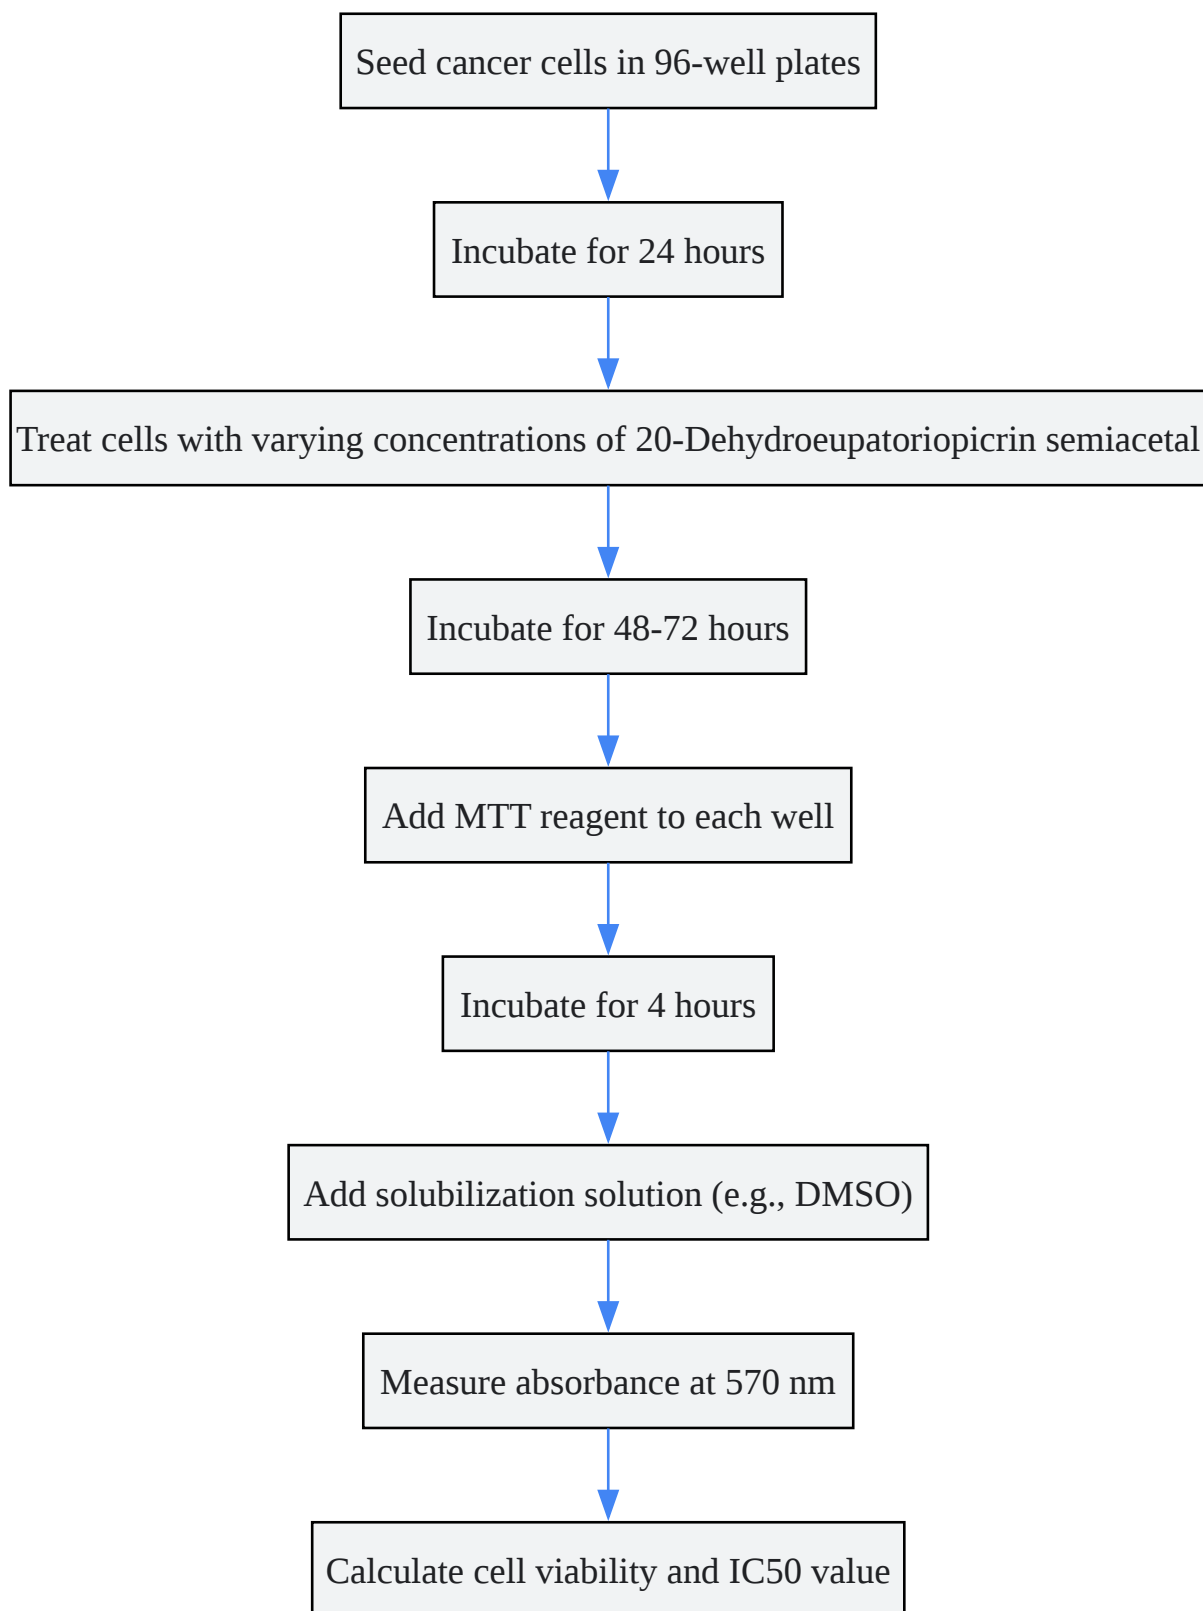 Seed cancer cells in 96-well plates
Incubate for 24 hours
Treat cells with varying concentrations of 20-Dehydroeupatoriopicrin semiacetal
Incubate for 48-72 hours
Add MTT reagent to each well
Incubate for 4 hours
Add solubilization solution (e.g., DMSO)
Measure absorbance at 570 nm
Calculate cell viability and IC50 value